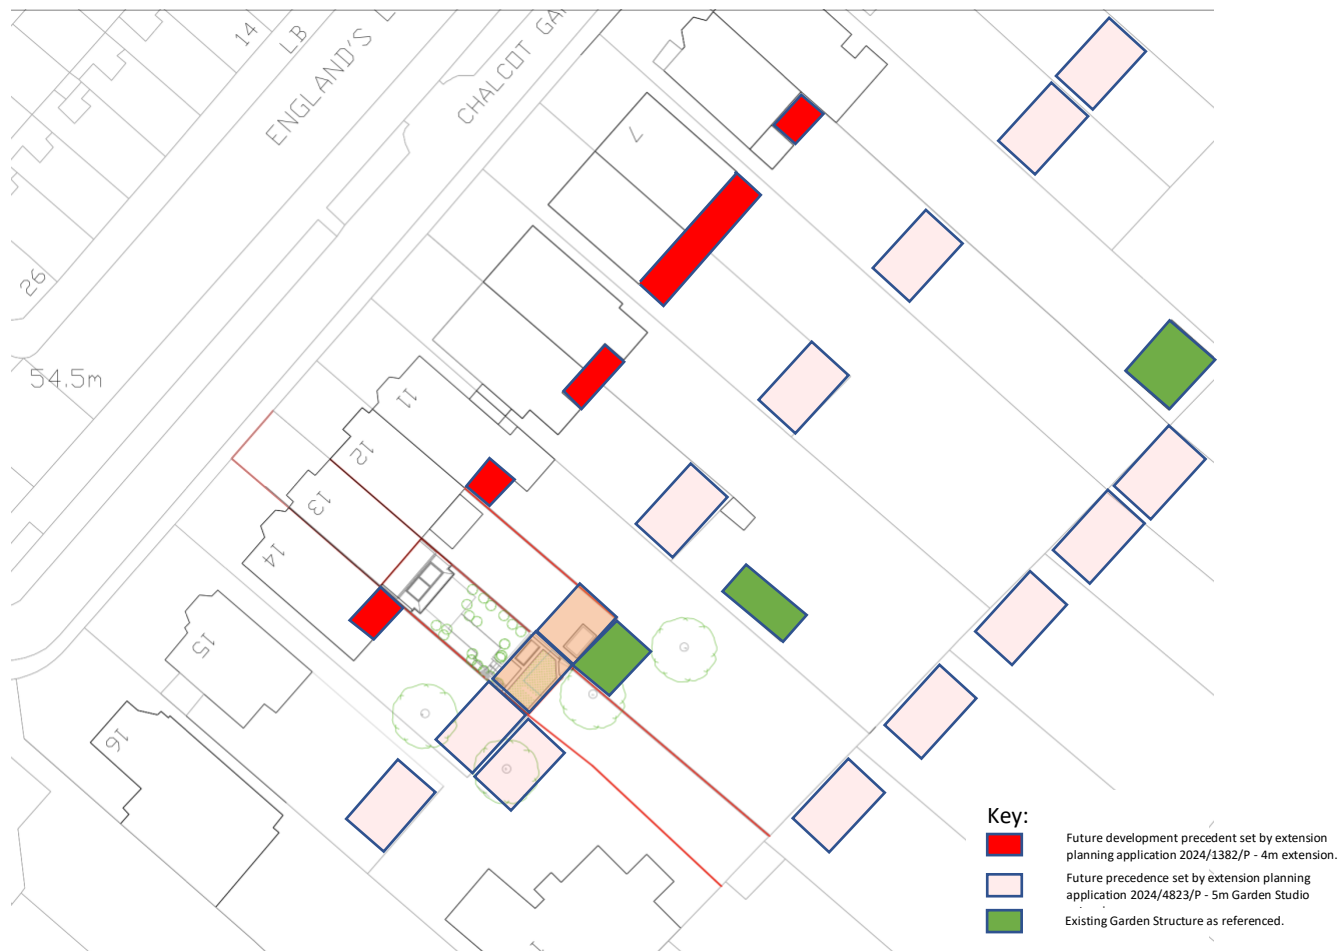 14
LB
ENGLAND'S L
CHALCOT GA
7
26
54.5m
11
12
13
14
15
16
Key:
Future development precedent set by extension
planning application 2024/1382/P - 4m extension.
Future precedence set by extension planning
application 2024/4823/P - 5m Garden Studio
Existing Garden Structure as referenced.